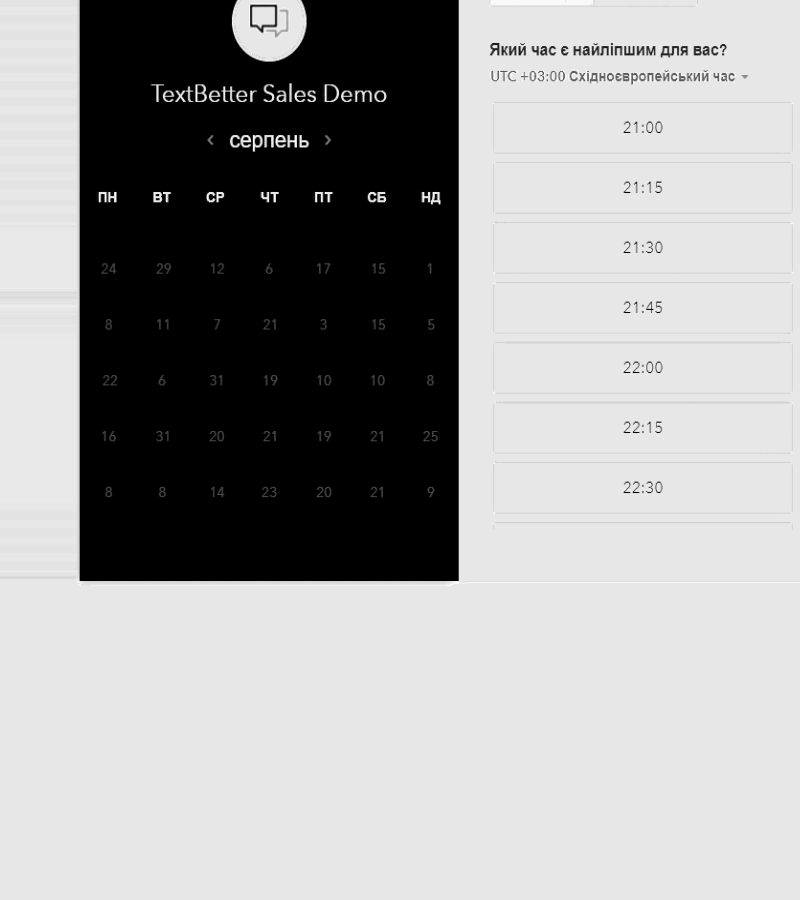 TextBetter Sales Demo
серпень
ПН ВТ СР ЧТ ПТ СБ НД
24 29 12 6 17 15 1
8 11 7 21 3 15 5
22 6 31 19 10 10 8
16 31 20 21 19 21 25
8 8 14 23 20 21 9
Який час є найліпшим для вас?
UTC +03:00 Східноєвропейський час
21:00
21:15
21:30
21:45
22:00
22:15
22:30